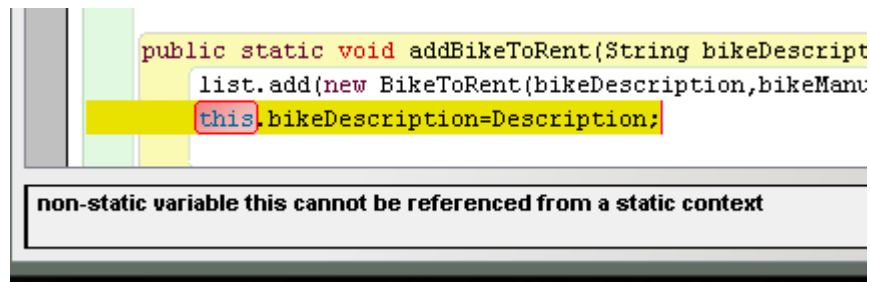 public static void addBikeToRent(String bikeDescript
list.add(new BikeToRent(bikeDescription,bikeManu
this.bikeDescription=Description;
non-static variable this cannot be referenced from a static context